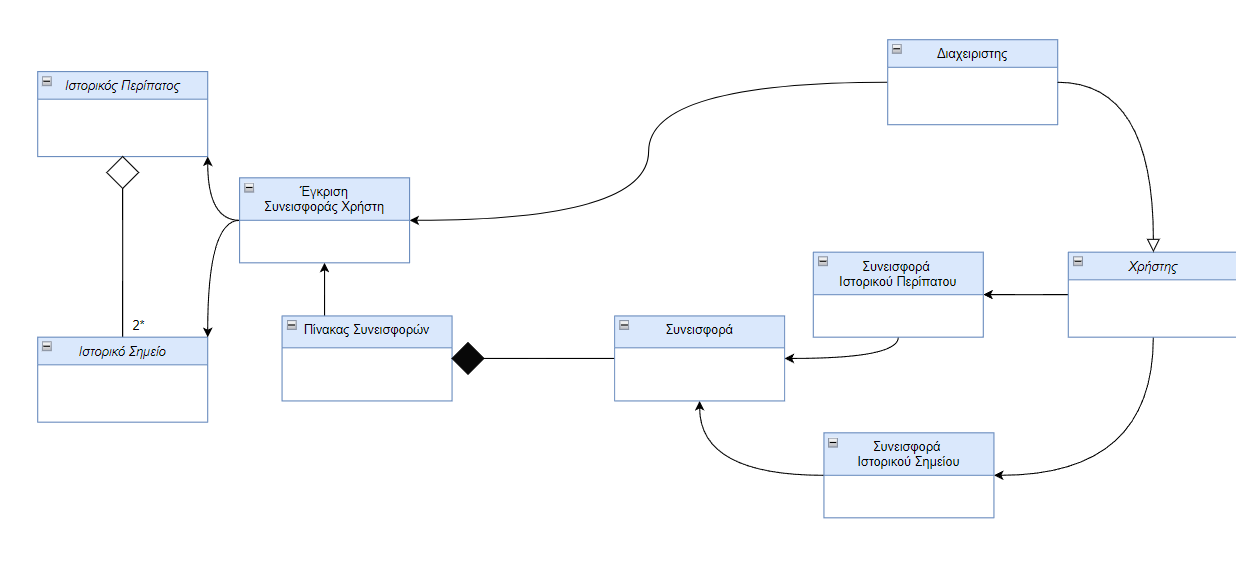 Διαχειριστης
Ιστορικός Περίπατος
Έγκριση
Συνεισφοράς Χρήστη
Συνεισφορά
Ιστορικού Περίπατου
Χρήστης
Πίνακας Συνεισφορών
Συνεισφορά
2*
Ιστορικό Σημείο
Συνεισφορά
Ιστορικού Σημείου